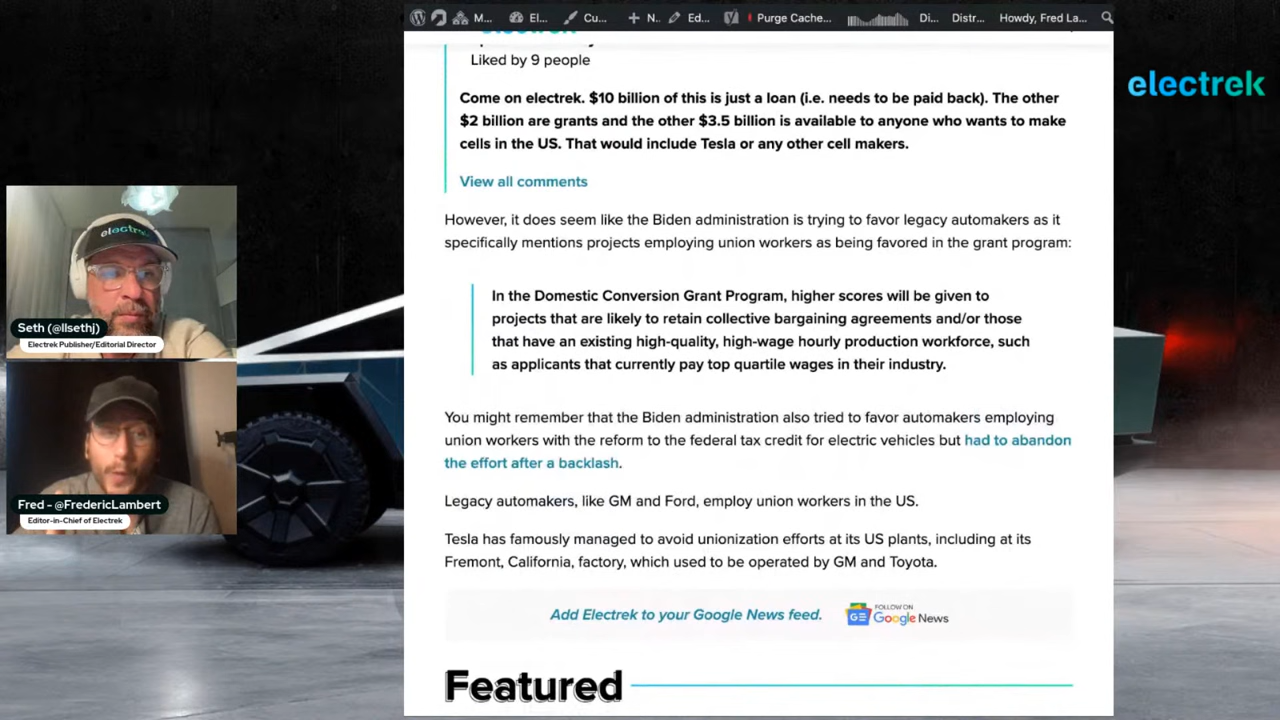 M...
El...
Cu...
N.
Ed...
Purge Cache...
Di...
Distr...
Howdy, Fred La...
electrek
Liked by 9 people
Come on electrek. $10 billion of this is just a loan (i.e. needs to be paid back). The other
$2 billion are grants and the other $3.5 billion is available to anyone who wants to make
cells in the US. That would include Tesla or any other cell makers.
View all comments
However, it does seem like the Biden administration is trying to favor legacy automakers as it
specifically mentions projects employing union workers as being favored in the grant program:
In the Domestic Conversion Grant Program, higher scores will be given to
projects that are likely to retain collective bargaining agreements and/or those
that have an existing high-quality, high-wage hourly production workforce, such
as applicants that currently pay top quartile wages in their industry.
You might remember that the Biden administration also tried to favor automakers employing
union workers with the reform to the federal tax credit for electric vehicles but had to abandon
the effort after a backlash.
Legacy automakers, like GM and Ford, employ union workers in the US.
Tesla has famously managed to avoid unionization efforts at its US plants, including at its
Fremont, California, factory, which used to be operated by GM and Toyota.
Add Electrek to your Google News feed.
FOLLOW ON
Google News
Featured
electrek
electrek
Seth (@llsethj)
Electrek Publisher/Editorial Director
Fred - @FredericLambert
Editor-in-Chief of Electrek